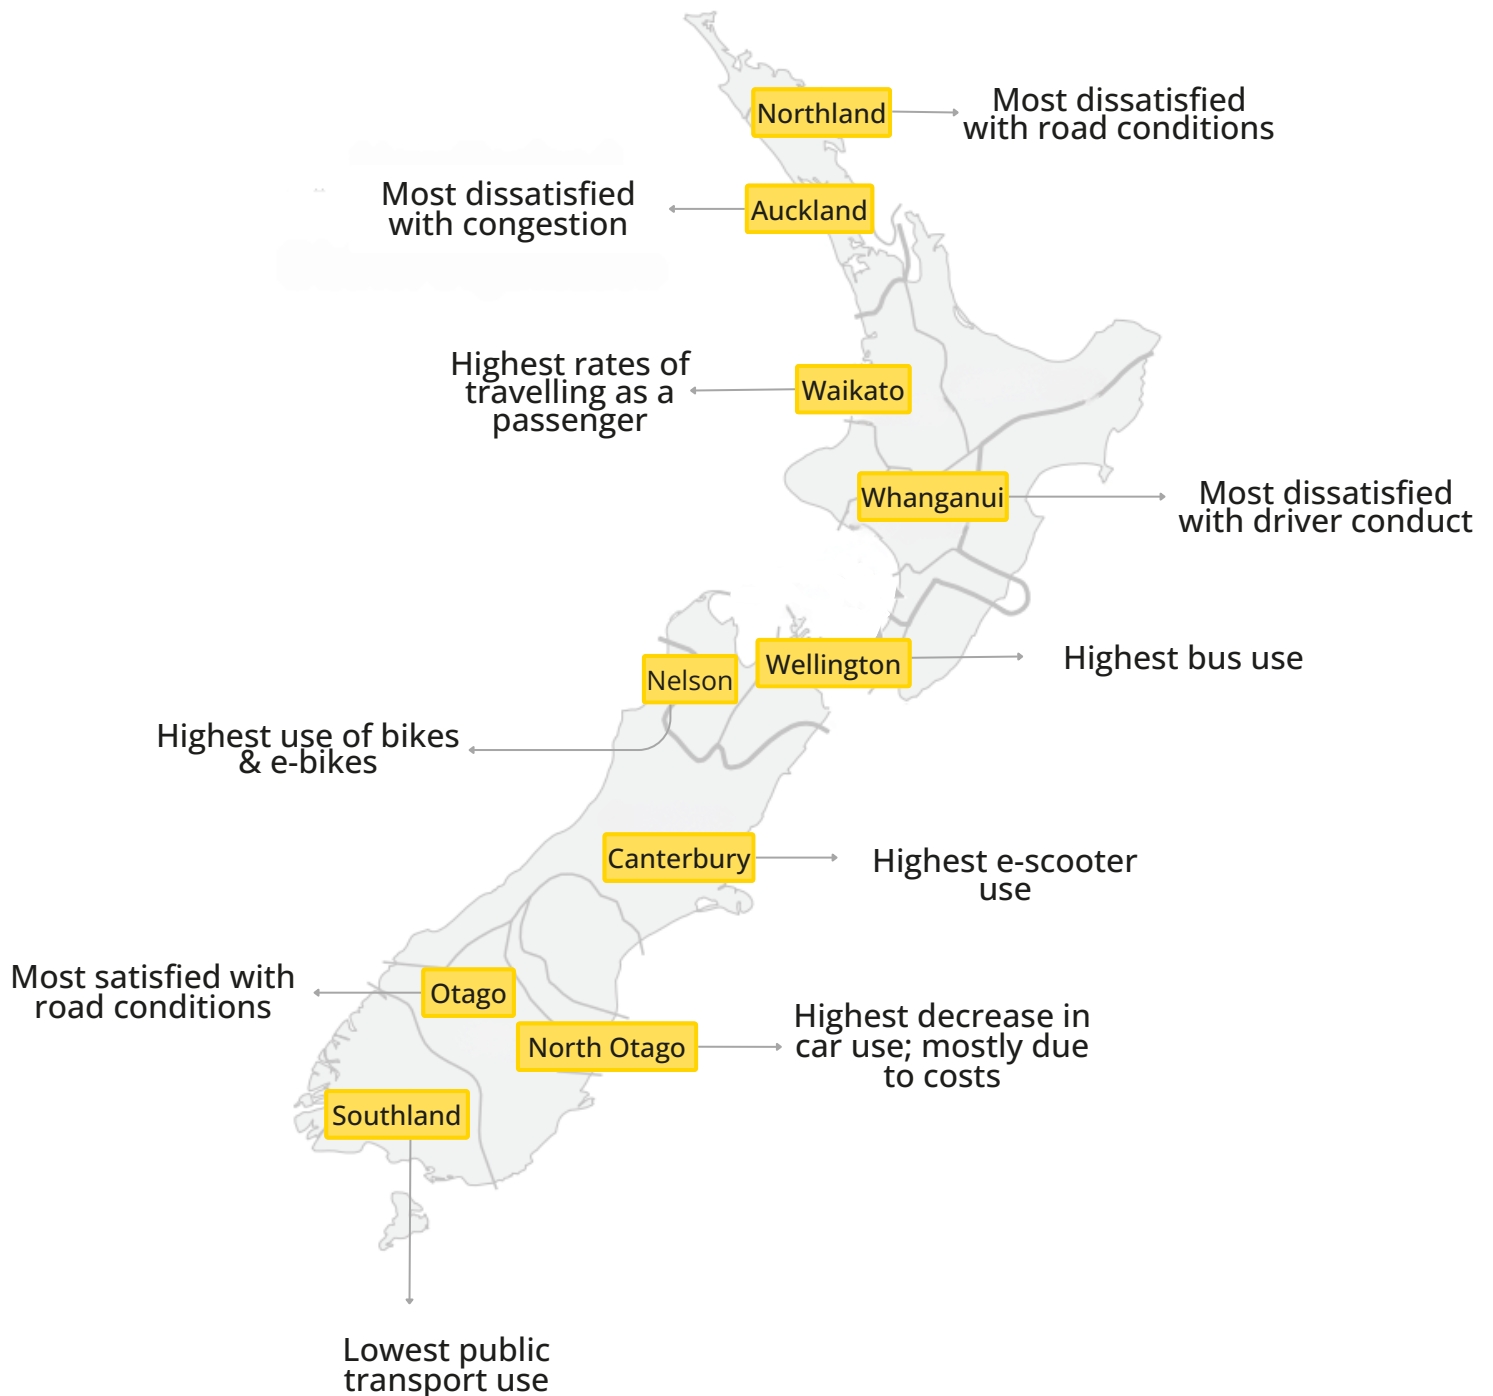 Northland
Most dissatisfied
with road conditions
Most dissatisfied
with congestion
Auckland
Highest rates of
travelling as a
passenger
Waikato
Whanganui
Most dissatisfied
with driver conduct
Wellington
Highest bus use
Nelson
Highest use of bikes
& e-bikes
Canterbury
Highest e-scooter
use
Most satisfied with
road conditions
Otago
North Otago
Highest decrease in
car use; mostly due
to costs
Southland
Lowest public
transport use